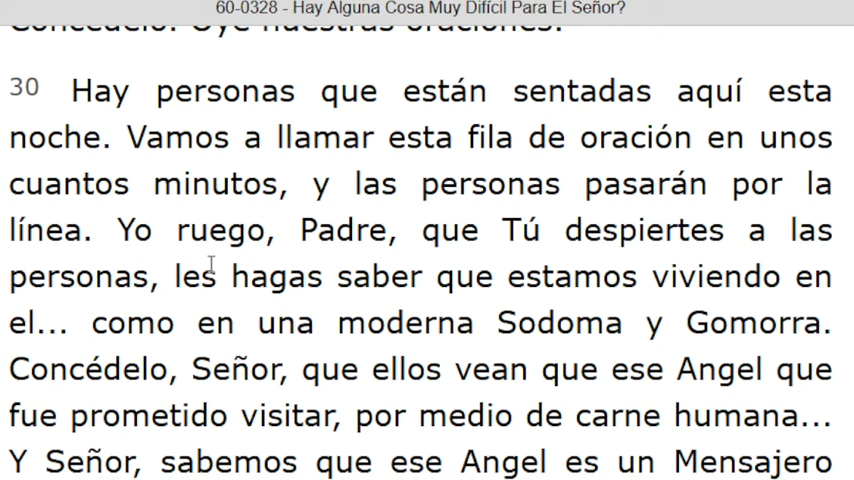 60-0328 - Hay Alguna Cosa Muy Difícil Para El Señor?
Concédelo. Oye nuestras oraciones.
30 Hay personas que están sentadas aquí esta
noche. Vamos a llamar esta fila de oración en unos
cuantos minutos, y las personas pasarán por la
línea. Yo ruego, Padre, que Tú despiertes a las
personas, les hagas saber que estamos viviendo en
el... como en una moderna Sodoma y Gomorra.
Concédelo, Señor, que ellos vean que ese Angel que
fue prometido visitar, por medio de carne humana...
Y Señor, sabemos que ese Angel es un Mensajero